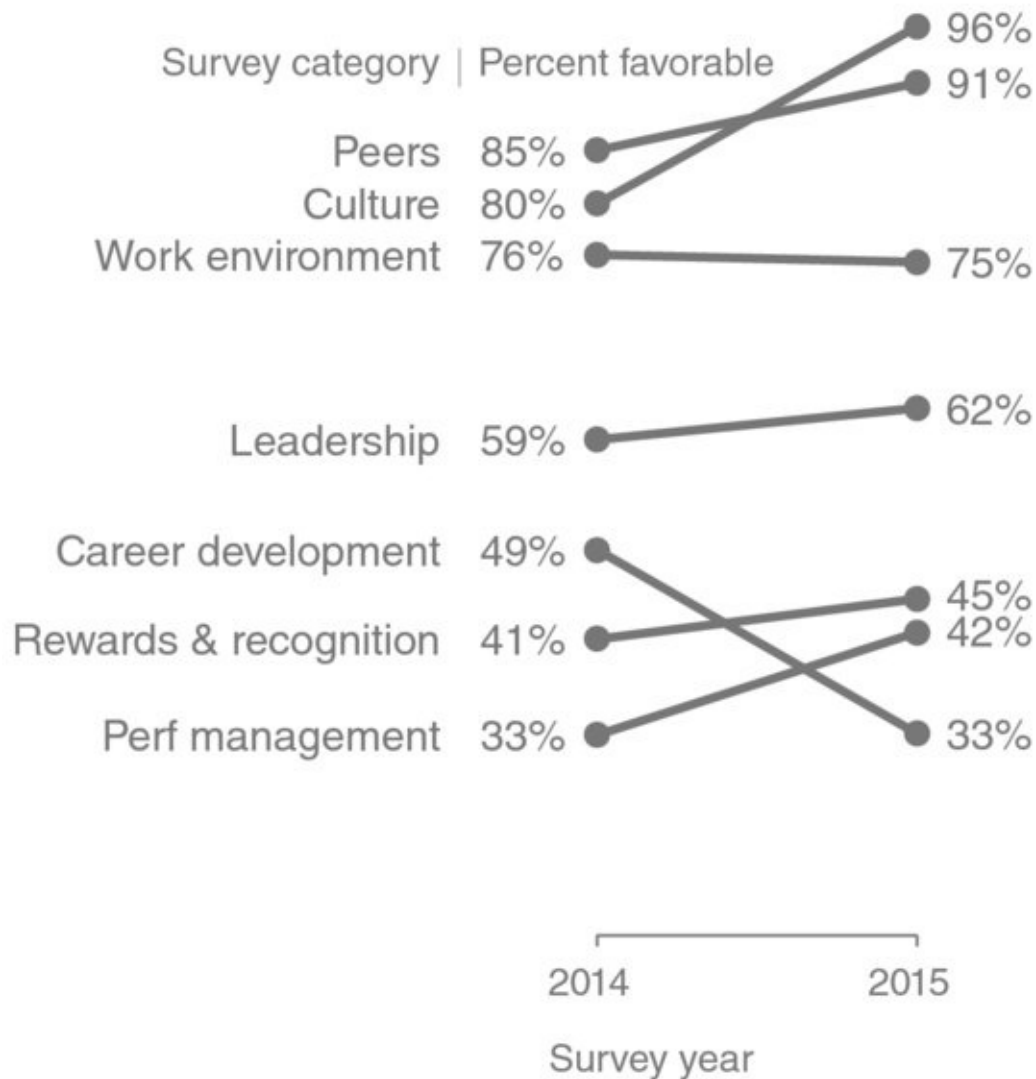 96%
Survey category | Percent favorable
91%
Peers 85%
Culture 80%
Work environment 76% 75%
62%
Leadership 59%
Career development 49%
45%
Rewards & recognition 41% 42%
Perf management 33% 33%
2014 2015
Survey year